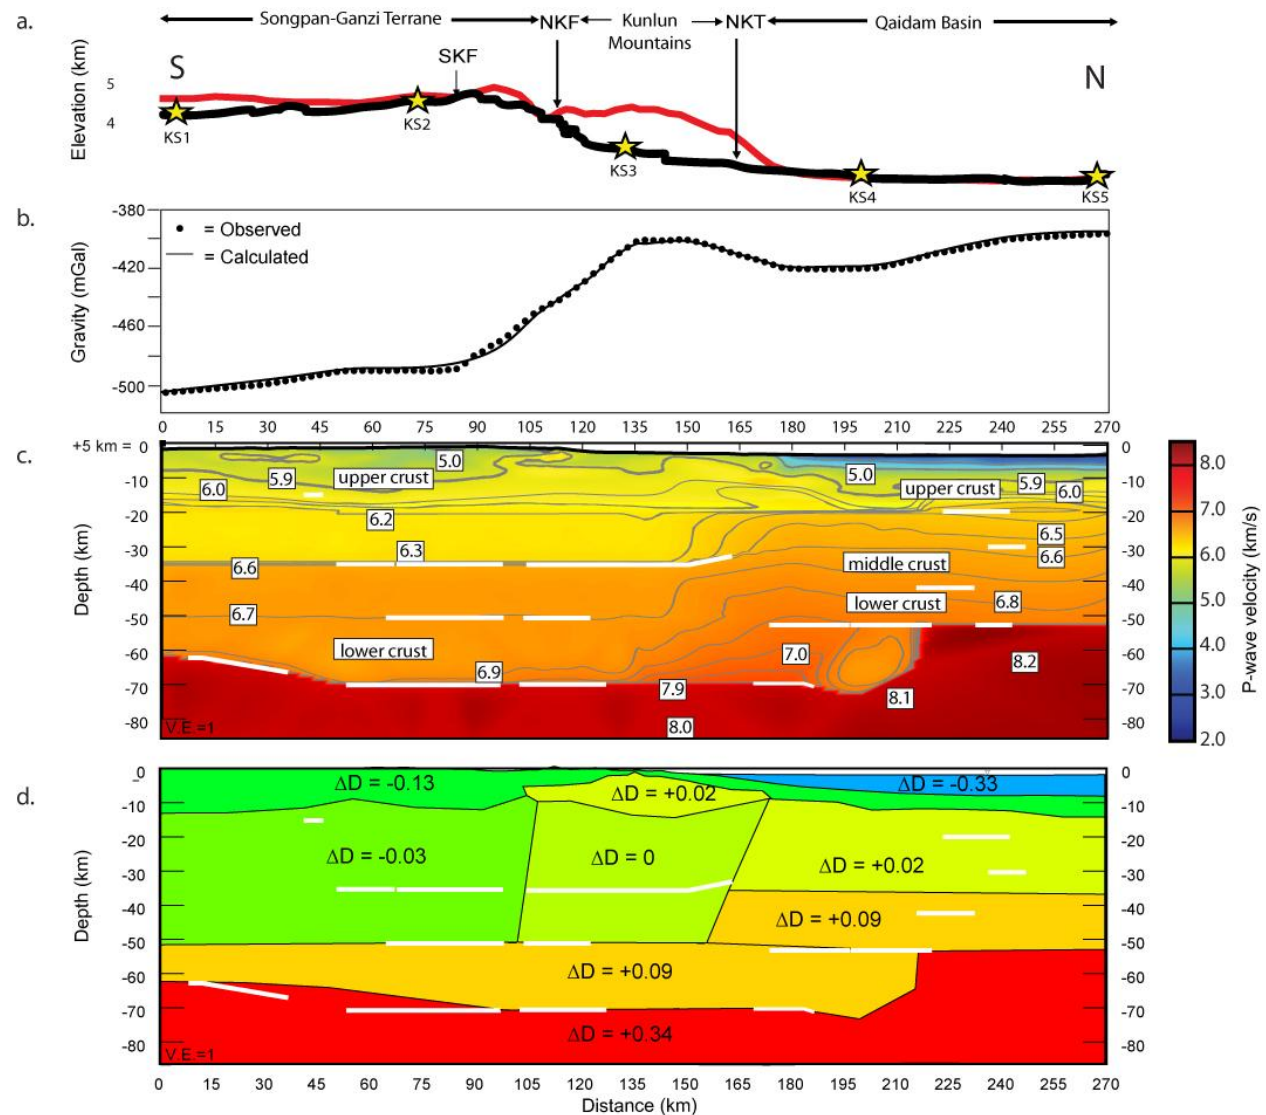 a.
Songpan-Ganzi Terrane
NKF
Kunlun
Mountains
NKT
Qaidam Basin
SKF
S
N
Elevation (km)
5
4
KS1
KS2
KS3
KS4
KS5
b.
-380
-420
-460
-500
Gravity (mGal)
= Observed
= Calculated
0 15 30 45 60 75 90 105 120 135 150 165 180 195 210 225 240 255 270
c.
+5 km = 0
-10
-20
-30
-40
-50
-60
-70
-80
Depth (km)
5.0
5.9
6.0
upper crust
6.2
6.3
6.6
6.7
lower crust
6.9
7.9
8.0
7.0
8.1
8.2
5.0
upper crust
5.9
6.0
6.5
6.6
middle crust
lower crust
6.8
V.E.=1
0
-10
-20
-30
-40
-50
-60
-70
-80
8.0
7.0
6.0
5.0
4.0
3.0
2.0
P-wave velocity (km/s)
d.
0
-10
-20
-30
-40
-50
-60
-70
-80
Depth (km)
ΔD = -0.13
ΔD = +0.02
ΔD = -0.33
ΔD = -0.03
ΔD = 0
ΔD = +0.02
ΔD = +0.09
ΔD = +0.09
ΔD = +0.34
V.E.=1
0
-10
-20
-30
-40
-50
-60
-70
-80
0 15 30 45 60 75 90 105 120 135 150 165 180 195 210 225 240 255 270
Distance (km)